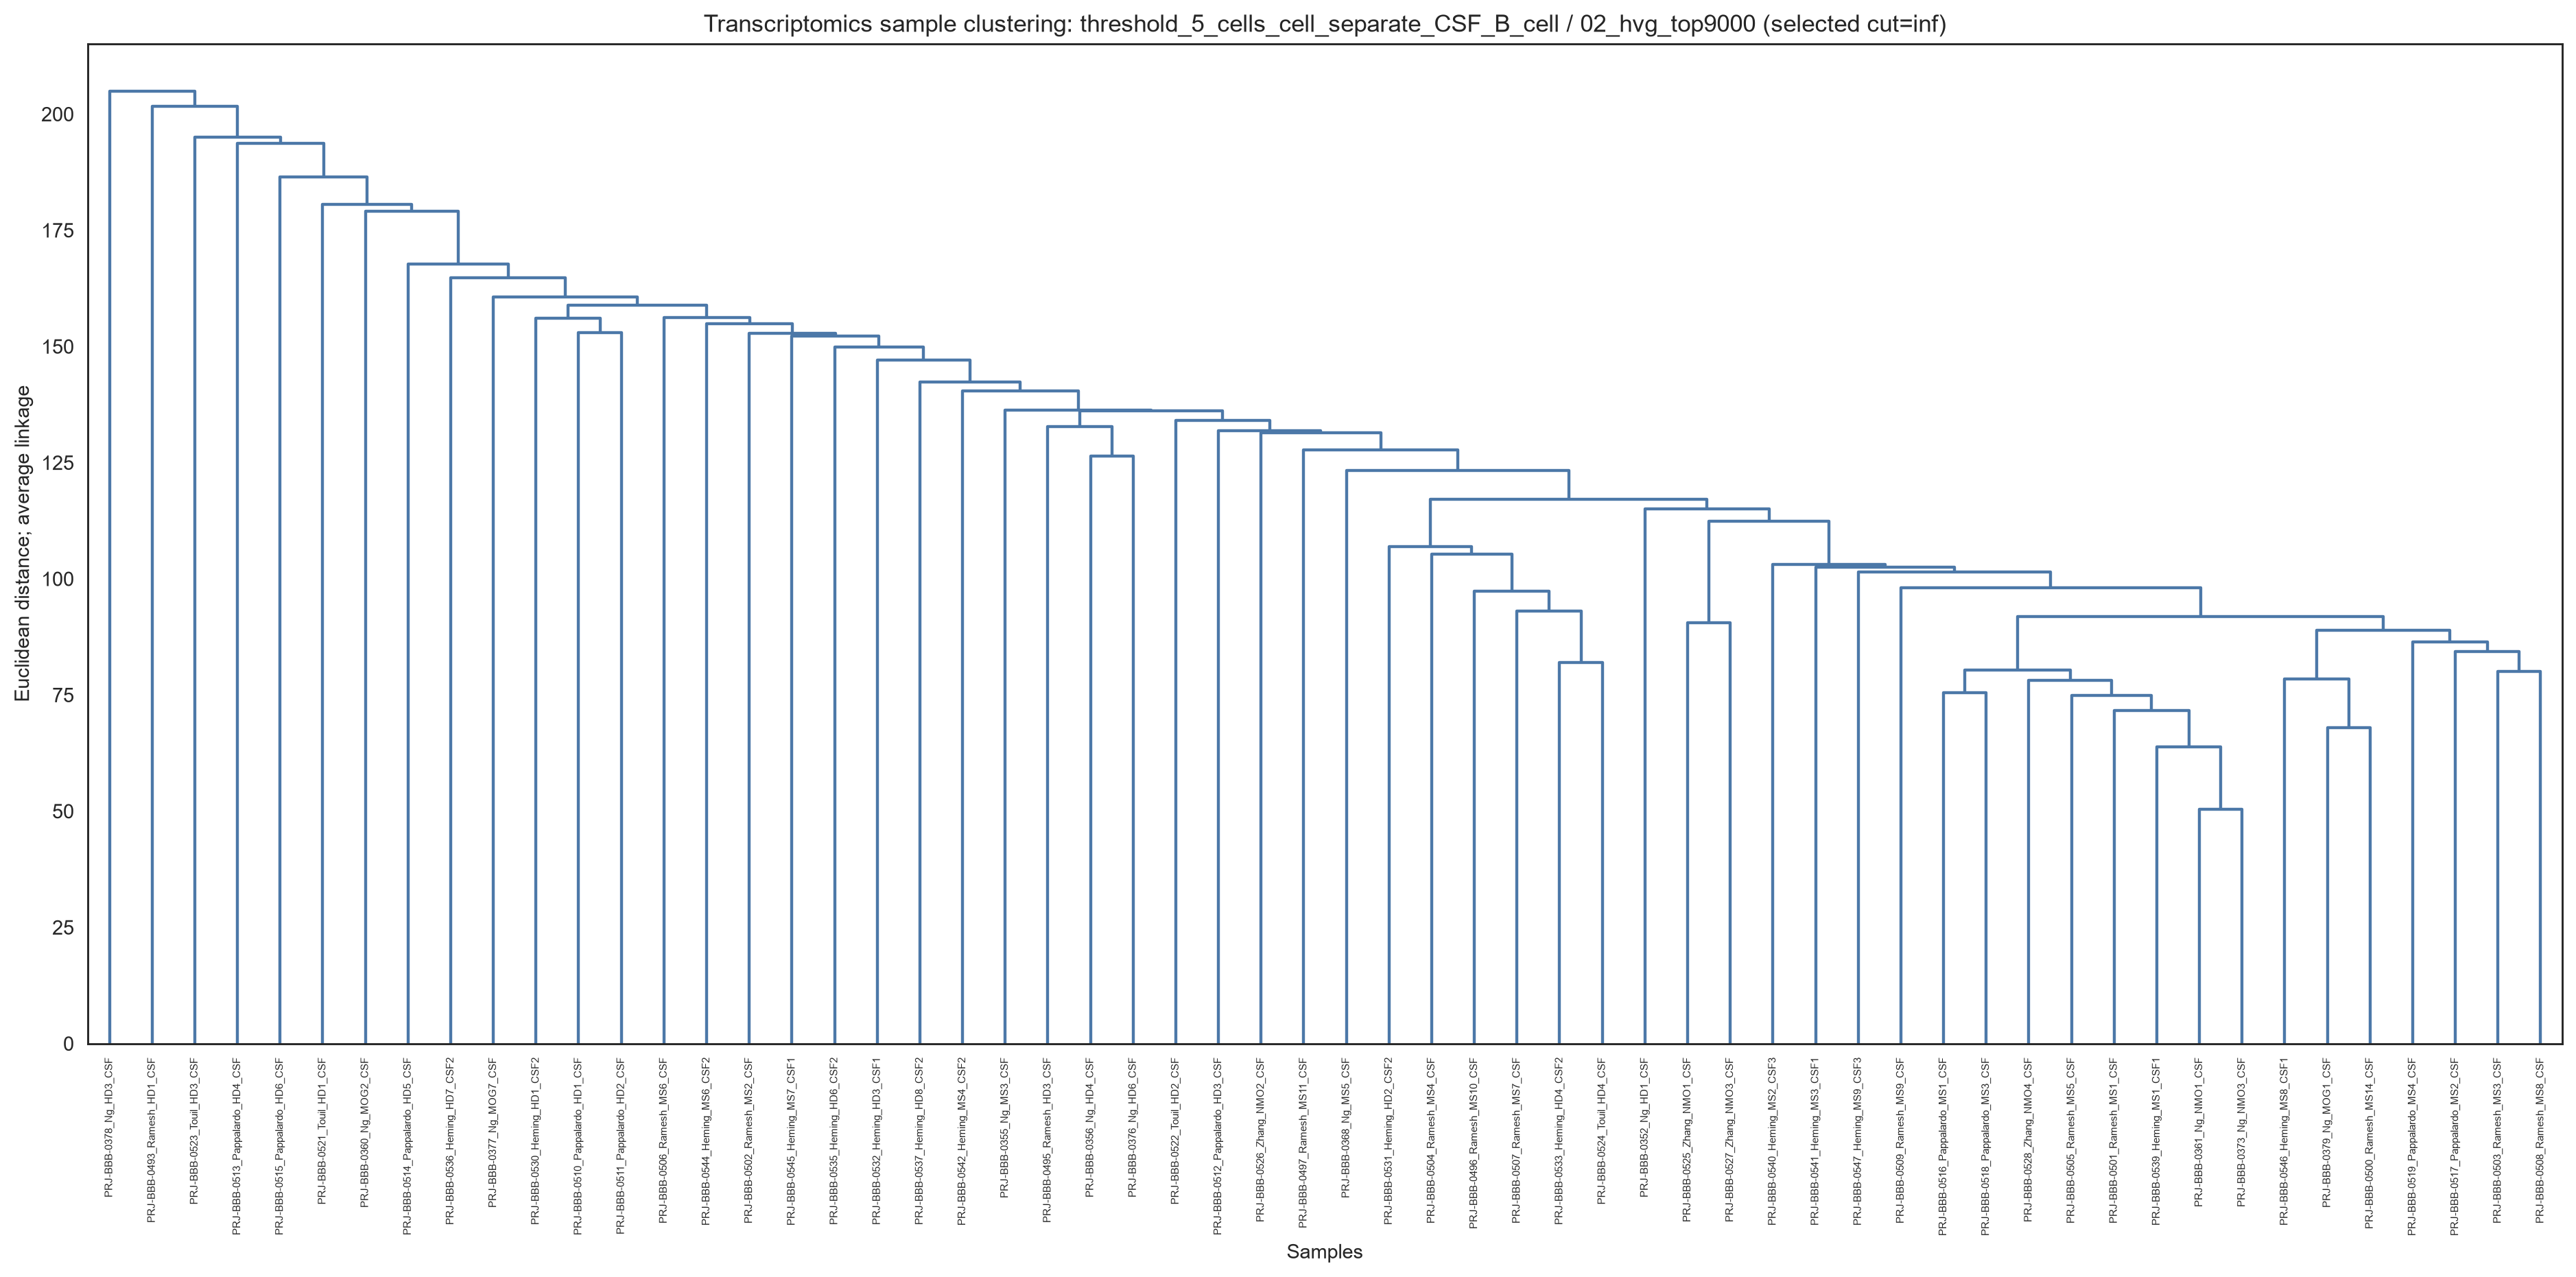 Transcriptomics sample clustering: threshold_5_cells_cell_separate_CSF_B_cell / 02_hvg_top9000 (selected cut=inf)
Euclidean distance; average linkage
200
175
150
125
100
75
50
25
0
PRJ-BBB-0378_Ng_HD3_CSF
PRJ-BBB-0493_Ramesh_HD1_CSF
PRJ-BBB-0523_Touil_HD3_CSF
PRJ-BBB-0513_Pappalardo_HD4_CSF
PRJ-BBB-0515_Pappalardo_HD6_CSF
PRJ-BBB-0521_Touil_HD1_CSF
PRJ-BBB-0360_Ng_MOG2_CSF
PRJ-BBB-0514_Pappalardo_HD5_CSF
PRJ-BBB-0536_Heming_HD7_CSF2
PRJ-BBB-0377_Ng_MOG7_CSF
PRJ-BBB-0530_Heming_HD1_CSF2
PRJ-BBB-0510_Pappalardo_HD1_CSF
PRJ-BBB-0511_Pappalardo_HD2_CSF
PRJ-BBB-0506_Ramesh_MS6_CSF
PRJ-BBB-0544_Heming_MS6_CSF2
PRJ-BBB-0502_Ramesh_MS2_CSF
PRJ-BBB-0545_Heming_MS7_CSF1
PRJ-BBB-0535_Heming_HD6_CSF2
PRJ-BBB-0532_Heming_HD3_CSF1
PRJ-BBB-0537_Heming_HD8_CSF2
PRJ-BBB-0542_Heming_MS4_CSF2
PRJ-BBB-0355_Ng_MS3_CSF
PRJ-BBB-0495_Ramesh_HD3_CSF
PRJ-BBB-0356_Ng_HD4_CSF
PRJ-BBB-0376_Ng_HD6_CSF
PRJ-BBB-0522_Touil_HD2_CSF
PRJ-BBB-0512_Pappalardo_HD3_CSF
PRJ-BBB-0526_Zhang_NMO2_CSF
PRJ-BBB-0497_Ramesh_MS11_CSF
PRJ-BBB-0368_Ng_MS5_CSF
PRJ-BBB-0531_Heming_HD2_CSF2
PRJ-BBB-0504_Ramesh_MS4_CSF
PRJ-BBB-0496_Ramesh_MS10_CSF
PRJ-BBB-0507_Ramesh_MS7_CSF
PRJ-BBB-0533_Heming_HD4_CSF2
PRJ-BBB-0524_Touil_HD4_CSF
PRJ-BBB-0352_Ng_HD1_CSF
PRJ-BBB-0525_Zhang_NMO1_CSF
PRJ-BBB-0527_Zhang_NMO3_CSF
PRJ-BBB-0540_Heming_MS2_CSF3
PRJ-BBB-0541_Heming_MS3_CSF1
PRJ-BBB-0547_Heming_MS9_CSF3
PRJ-BBB-0509_Ramesh_MS9_CSF
PRJ-BBB-0516_Pappalardo_MS1_CSF
PRJ-BBB-0518_Pappalardo_MS3_CSF
PRJ-BBB-0528_Zhang_NMO4_CSF
PRJ-BBB-0505_Ramesh_MS5_CSF
PRJ-BBB-0501_Ramesh_MS1_CSF
PRJ-BBB-0539_Heming_MS1_CSF1
PRJ-BBB-0361_Ng_NMO1_CSF
PRJ-BBB-0373_Ng_NMO3_CSF
PRJ-BBB-0546_Heming_MS8_CSF1
PRJ-BBB-0379_Ng_MOG1_CSF
PRJ-BBB-0500_Ramesh_MS14_CSF
PRJ-BBB-0519_Pappalardo_MS4_CSF
PRJ-BBB-0517_Pappalardo_MS2_CSF
PRJ-BBB-0503_Ramesh_MS3_CSF
PRJ-BBB-0508_Ramesh_MS8_CSF
Samples